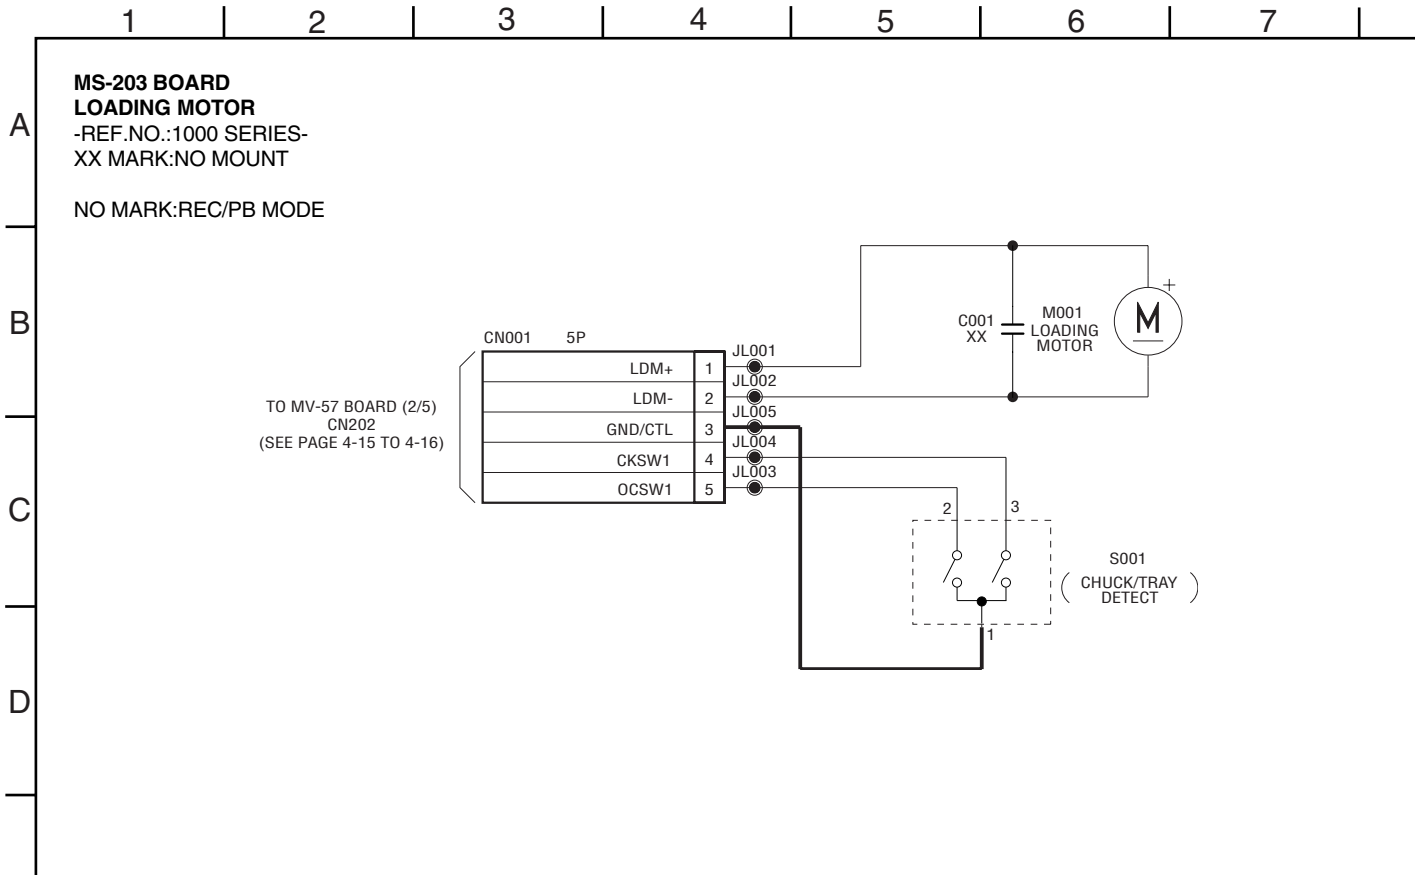 1 2 3 4 5 6 7
A
MS-203 BOARD
LOADING MOTOR
-REF.NO.:1000 SERIES-
XX MARK:NO MOUNT
NO MARK:REC/PB MODE
B
CN001 5P
TO MV-57 BOARD (2/5)
CN202
(SEE PAGE 4-15 TO 4-16)
LDM+ 1 JL001
LDM- 2 JL002
GND/CTL 3 JL005
CKSW1 4 JL004
OCSW1 5 JL003
C001
XX
M001
LOADING
MOTOR
M
+
C
2 3
S001
(CHUCK/TRAY
DETECT)
1
D